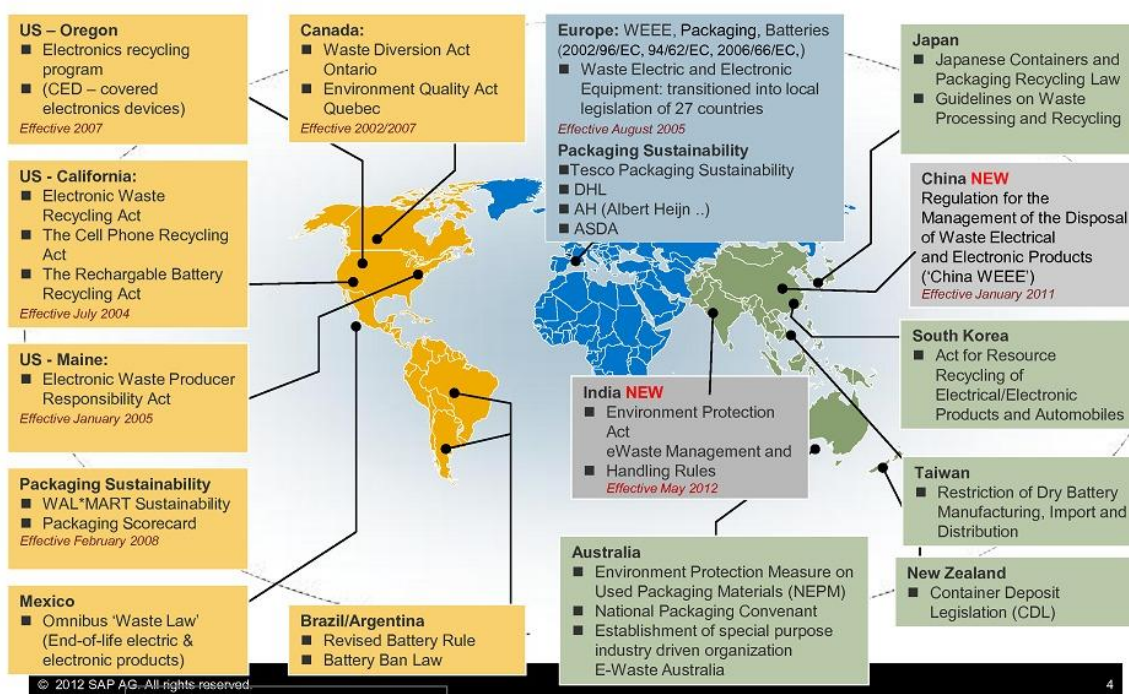 US – Oregon
■ Electronics recycling
program
■ (CED – covered
electronics devices)
Effective 2007
Canada:
■ Waste Diversion Act
Ontario
■ Environment Quality Act
Quebec
Effective 2002/2007
Europe: WEEE, Packaging, Batteries
(2002/96/EC, 94/62/EC, 2006/66/EC,)
■ Waste Electric and Electronic
Equipment: transitioned into local
legislation of 27 countries
Effective August 2005
Packaging Sustainability
■Tesco Packaging Sustainability
■ DHL
■ AH (Albert Heijn ..)
■ ASDA
Japan
■ Japanese Containers and
Packaging Recycling Law
■ Guidelines on Waste
Processing and Recycling
US - California:
■ Electronic Waste
Recycling Act
■ The Cell Phone Recycling
Act
■ The Rechargable Battery
Recycling Act
Effective July 2004
China NEW
Regulation for the
Management of the Disposal
of Waste Electrical
and Electronic Products
('China WEEE')
Effective January 2011
US - Maine:
■ Electronic Waste Producer
Responsibility Act
Effective January 2005
India NEW
■ Environment Protection
Act
eWaste Management and
■ Handling Rules
Effective May 2012
South Korea
■ Act for Resource
Recycling of
Electrical/Electronic
Products and Automobiles
Packaging Sustainability
■ WAL*MART Sustainability
■ Packaging Scorecard
Effective February 2008
Taiwan
■ Restriction of Dry Battery
Manufacturing, Import and
Distribution
Mexico
■ Omnibus 'Waste Law'
(End-of-life electric &
electronic products)
Brazil/Argentina
■ Revised Battery Rule
■ Battery Ban Law
Australia
■ Environment Protection Measure on
Used Packaging Materials (NEPM)
■ National Packaging Convenant
■ Establishment of special purpose
industry driven organization
E-Waste Australia
New Zealand
■ Container Deposit
Legislation (CDL)
© 2012 SAP AG. All rights reserved.
4